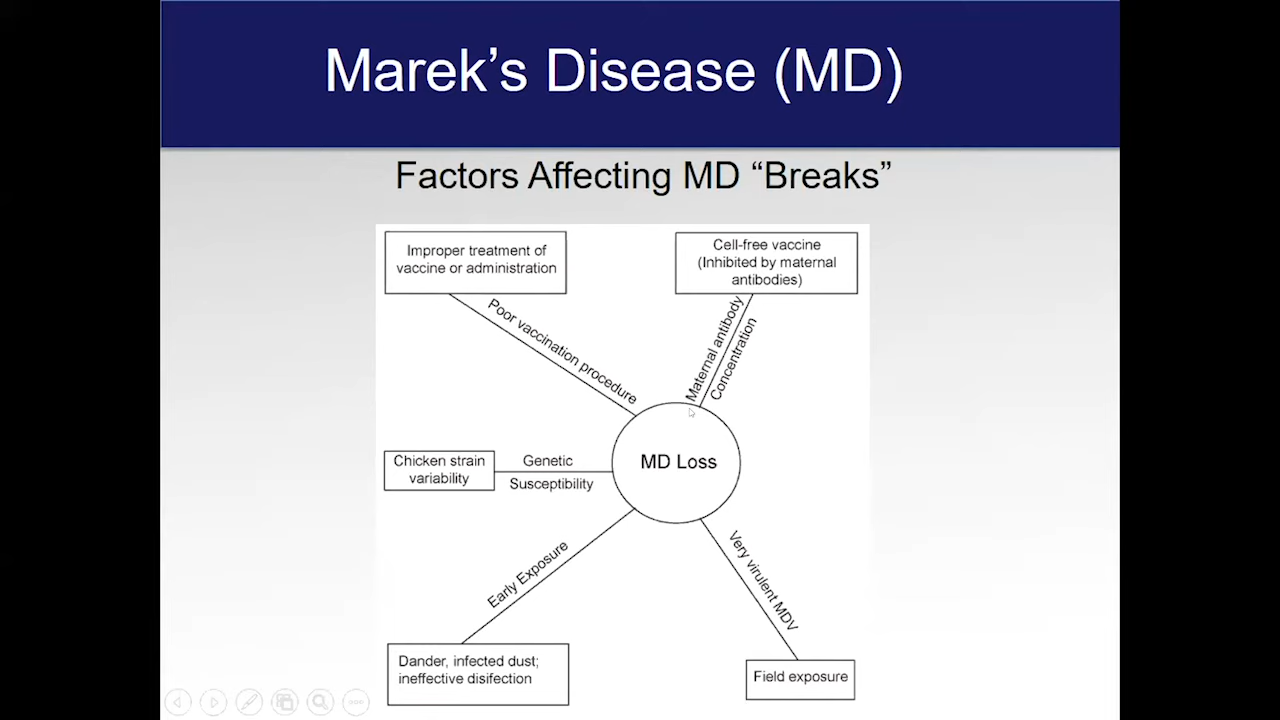 Marek’s Disease (MD)
Factors Affecting MD “Breaks”
Improper treatment of
vaccine or administration
Cell-free vaccine
(Inhibited by maternal
antibodies)
Poor vaccination procedure
Maternal antibody
Concentration
Chicken strain
variability
Genetic
Susceptibility
MD Loss
Early Exposure
Very virulent MDV
Dander, infected dust;
ineffective disifection
Field exposure